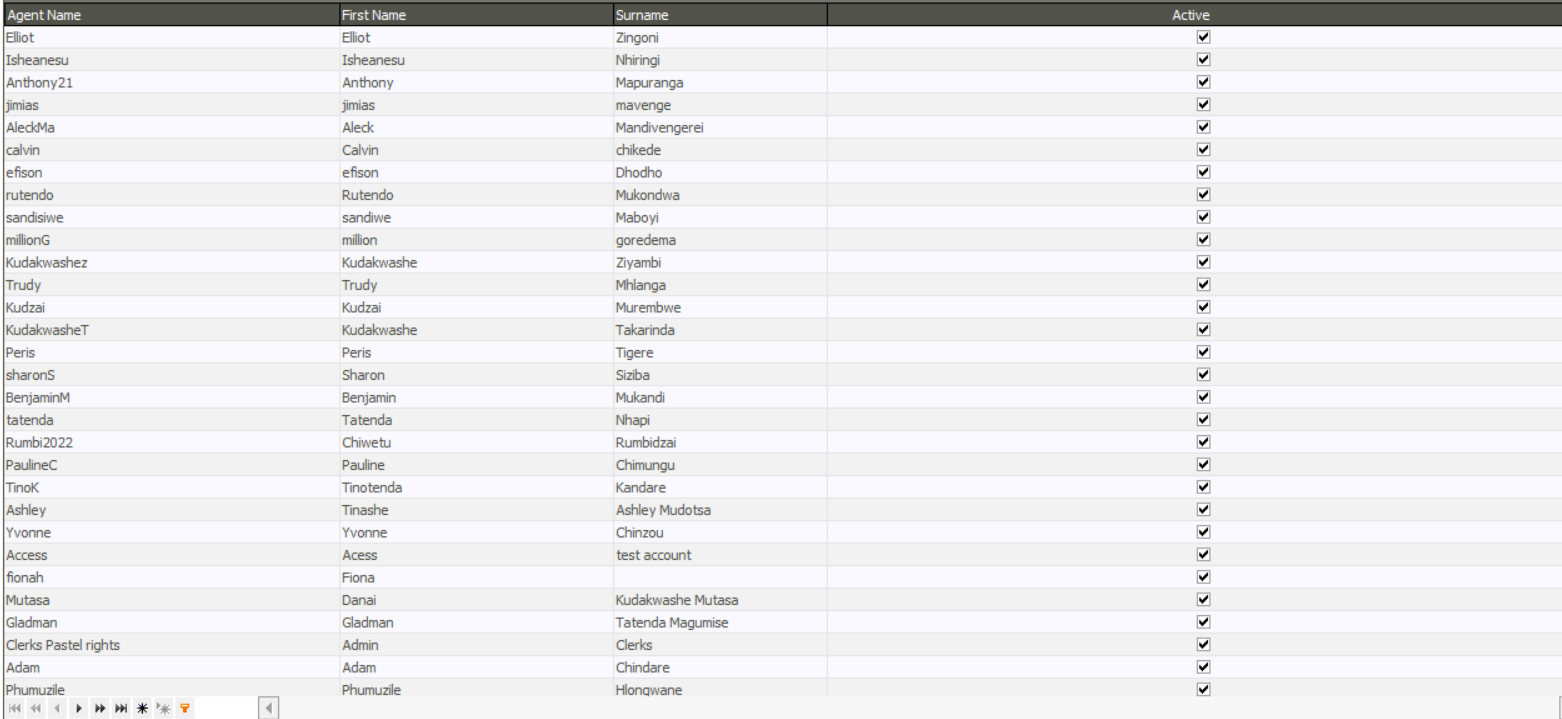 Agent Name First Name Surname Active
Elliot Elliot Zingoni
Isheanesu Isheanesu Nhiringi
Anthony21 Anthony Mapuranga
jimias jimias mavenge
AleckMa Aleck Mandivengerei
calvin Calvin chikede
efison efison Dhodho
rutendo Rutendo Mukondwa
sandisiwe sandiwe Maboyi
millionG million goredema
Kudakwashez Kudakwashe Ziyambi
Trudy Trudy Mhlanga
Kudzai Kudzai Murembwe
KudakwasheT Kudakwashe Takarinda
Peris Peris Tigere
sharonS Sharon Siziba
BenjaminM Benjamin Mukandi
tatenda Tatenda Nhapi
Rumbi2022 Chiwetu Rumbidzai
PaulineC Pauline Chimungu
TinoK Tinotenda Kandare
Ashley Tinashe Ashley Mudotsa
Yvonne Yvonne Chinzou
Access Acess test account
fionah Fiona
Mutasa Danai Kudakwashe Mutasa
Gladman Gladman Tatenda Magumise
Clerks Pastel rights Admin Clerks
Adam Adam Chindare
Phumuzile Phumuzile Hlongwane